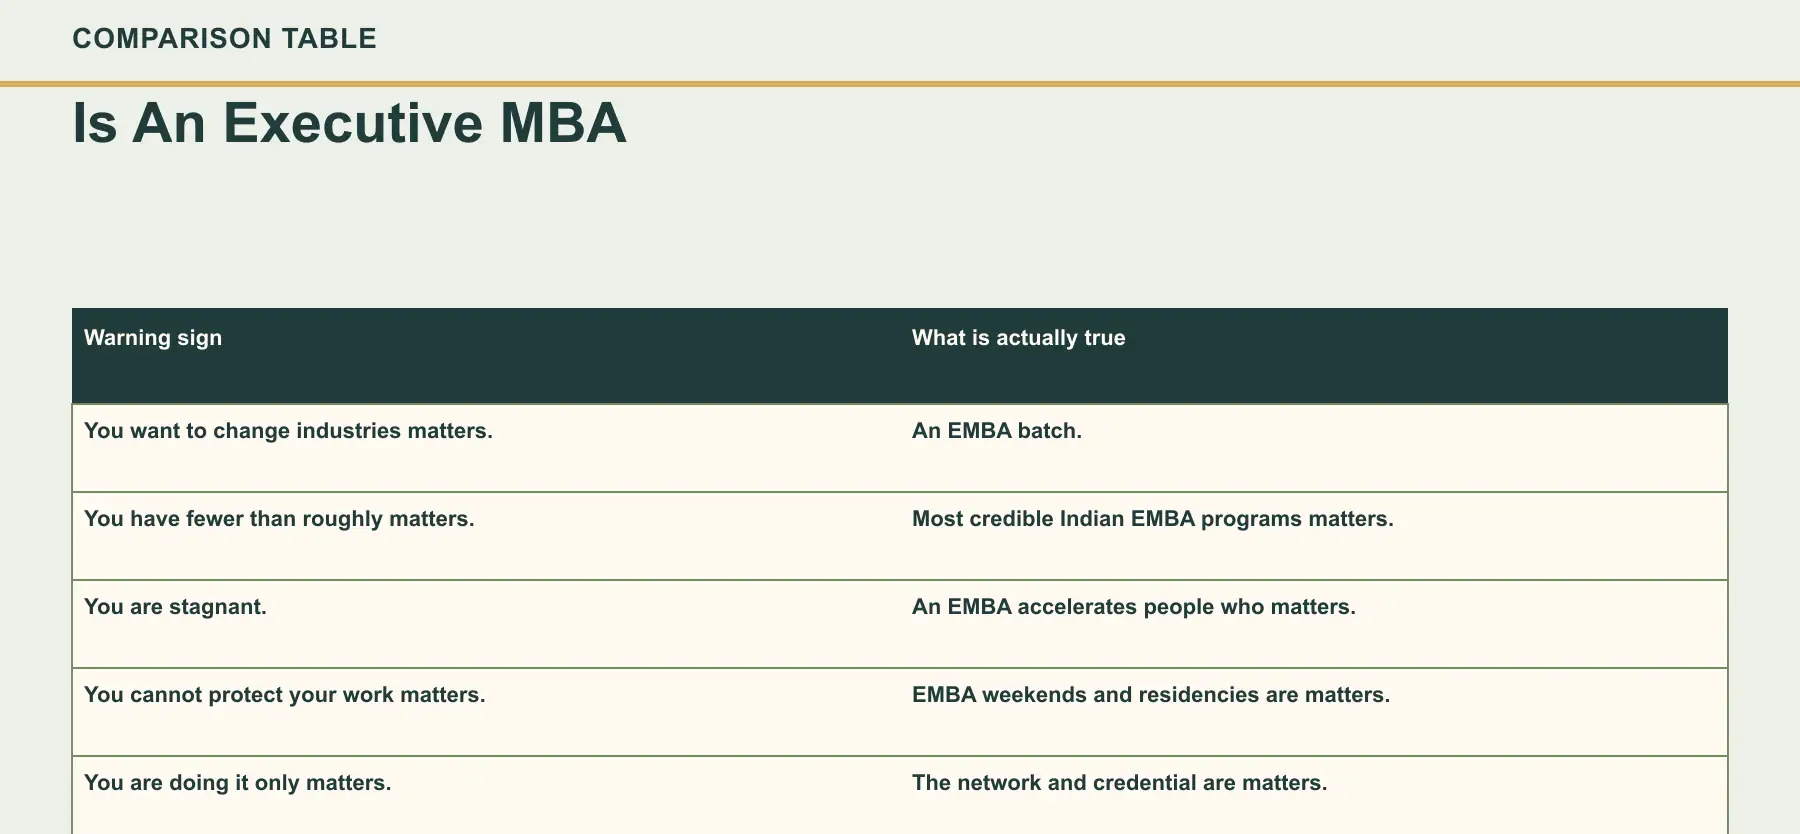 COMPARISON TABLE
Is An Executive MBA
Warning sign
What is actually true
You want to change industries matters.
An EMBA batch.
You have fewer than roughly matters.
Most credible Indian EMBA programs matters.
You are stagnant.
An EMBA accelerates people who matters.
You cannot protect your work matters.
EMBA weekends and residencies are matters.
You are doing it only matters.
The network and credential are matters.